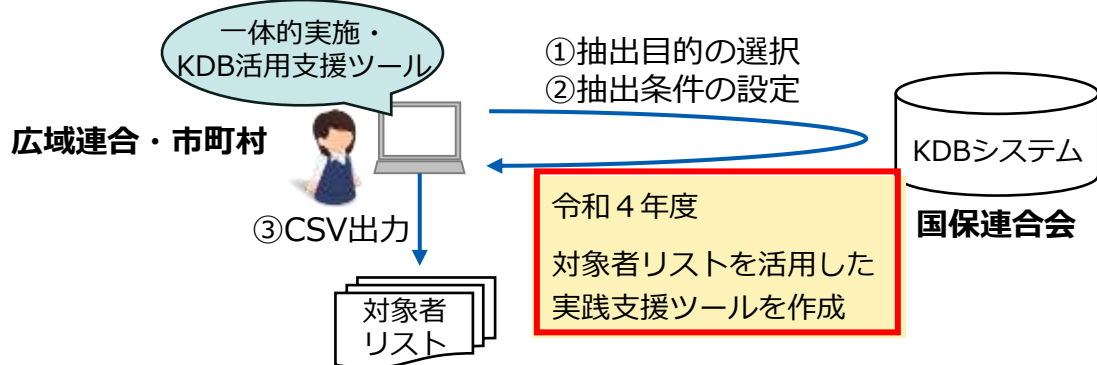 一体的実施・
KDB活用支援ツール
①抽出目的の選択
②抽出条件の設定
広域連合・市町村
KDBシステム
国保連合会
③CSV出力
令和４年度
対象者リストを活用した
実践支援ツールを作成
対象者
リスト